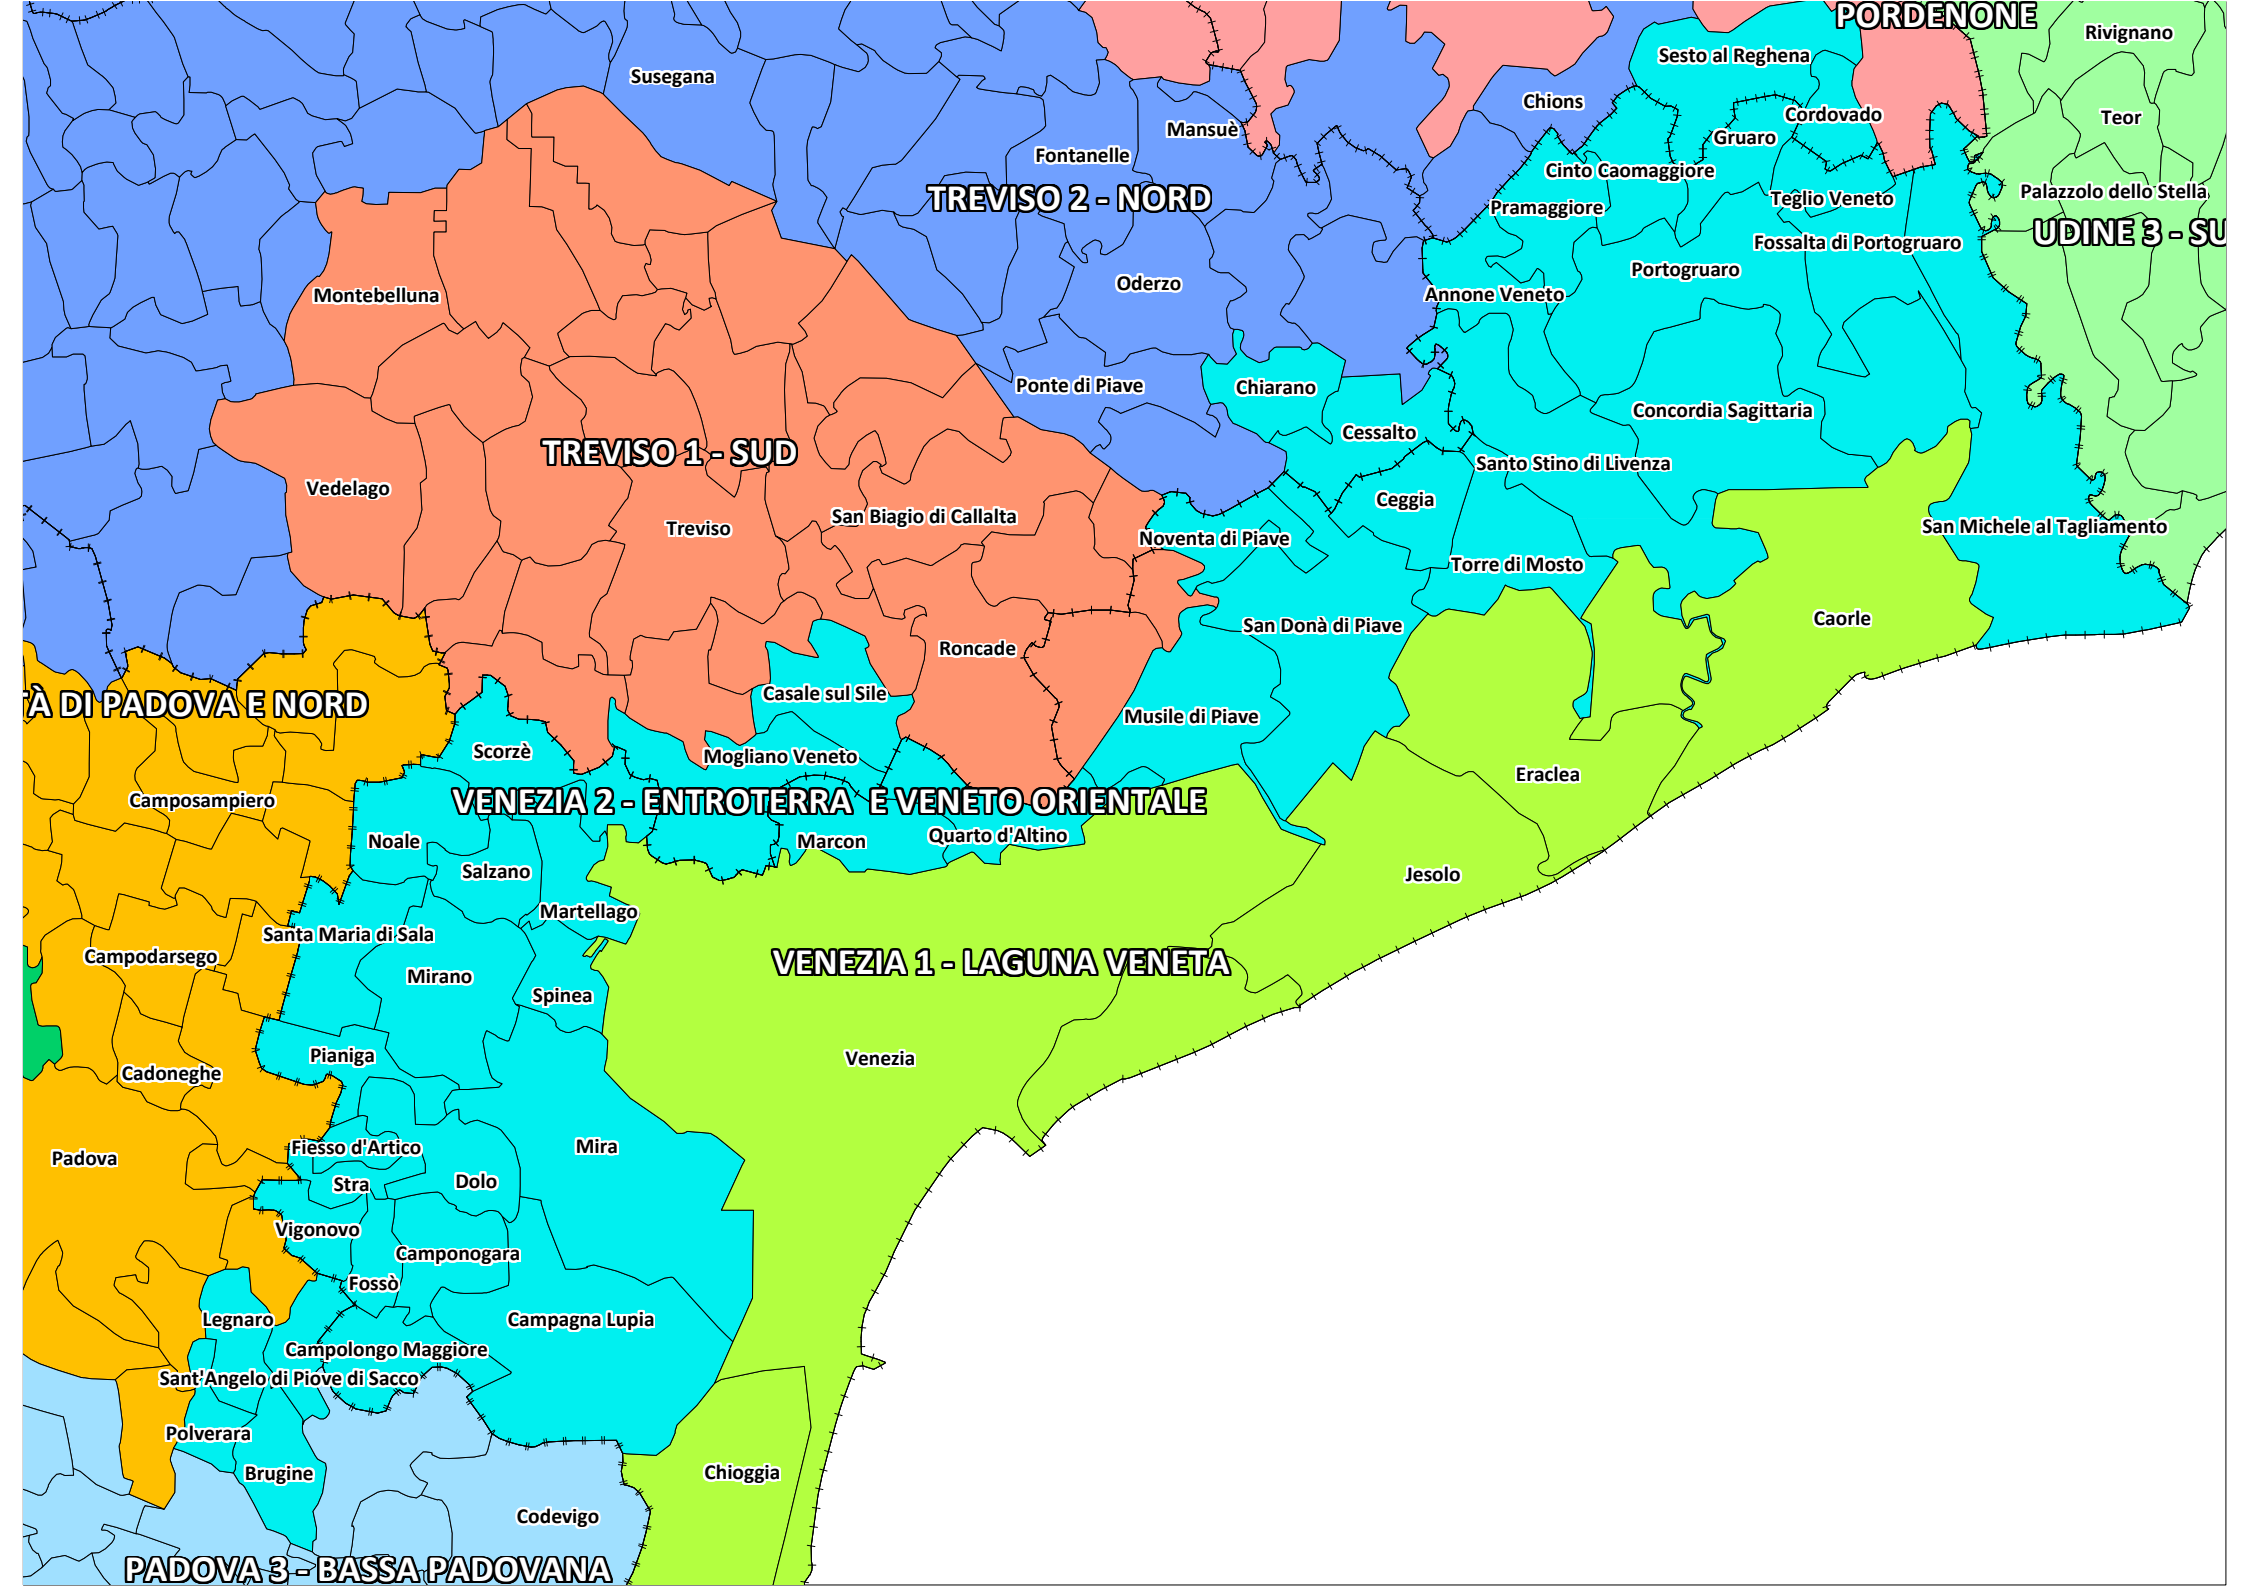 PORDENONE
Rivignano
Sesto al Reghena
Susegana
Chions
Cordovado
Teor
Mansuè
Gruaro
Fontanelle
Cinto Caomaggiore
Palazzolo dello Stella
TREVISO 2 - NORD
Teglio Veneto
Pramaggiore
UDINE 3 - SU
Fossalta di Portogruaro
Portogruaro
Oderzo
Montebelluna
Annone Veneto
Ponte di Piave
Chiarano
Concordia Sagittaria
Cessalto
TREVISO 1 - SUD
Santo Stino di Livenza
Vedelago
Ceggia
San Biagio di Callalta
Treviso
San Michele al Tagliamento
Noventa di Piave
Torre di Mosto
Caorle
San Donà di Piave
Roncade
Casale sul Sile
TÀ DI PADOVA E NORD
Musile di Piave
Scorzè
Mogliano Veneto
Eraclea
Camposampiero
VENEZIA 2 - ENTROTERRA E VENETO ORIENTALE
Noale
Marcon
Quarto d'Altino
Salzano
Jesolo
Martellago
Santa Maria di Sala
Campodarsego
VENEZIA 1 - LAGUNA VENETA
Mirano
Spinea
Pianiga
Venezia
Cadoneghe
Fiesso d'Artico
Mira
Padova
Stra
Dolo
Vigonovo
Camponogara
Fossò
Legnaro
Campagna Lupia
Campolongo Maggiore
Sant'Angelo di Piove di Sacco
Polverara
Brugine
Chioggia
Codevigo
PADOVA 3 - BASSA PADOVANA